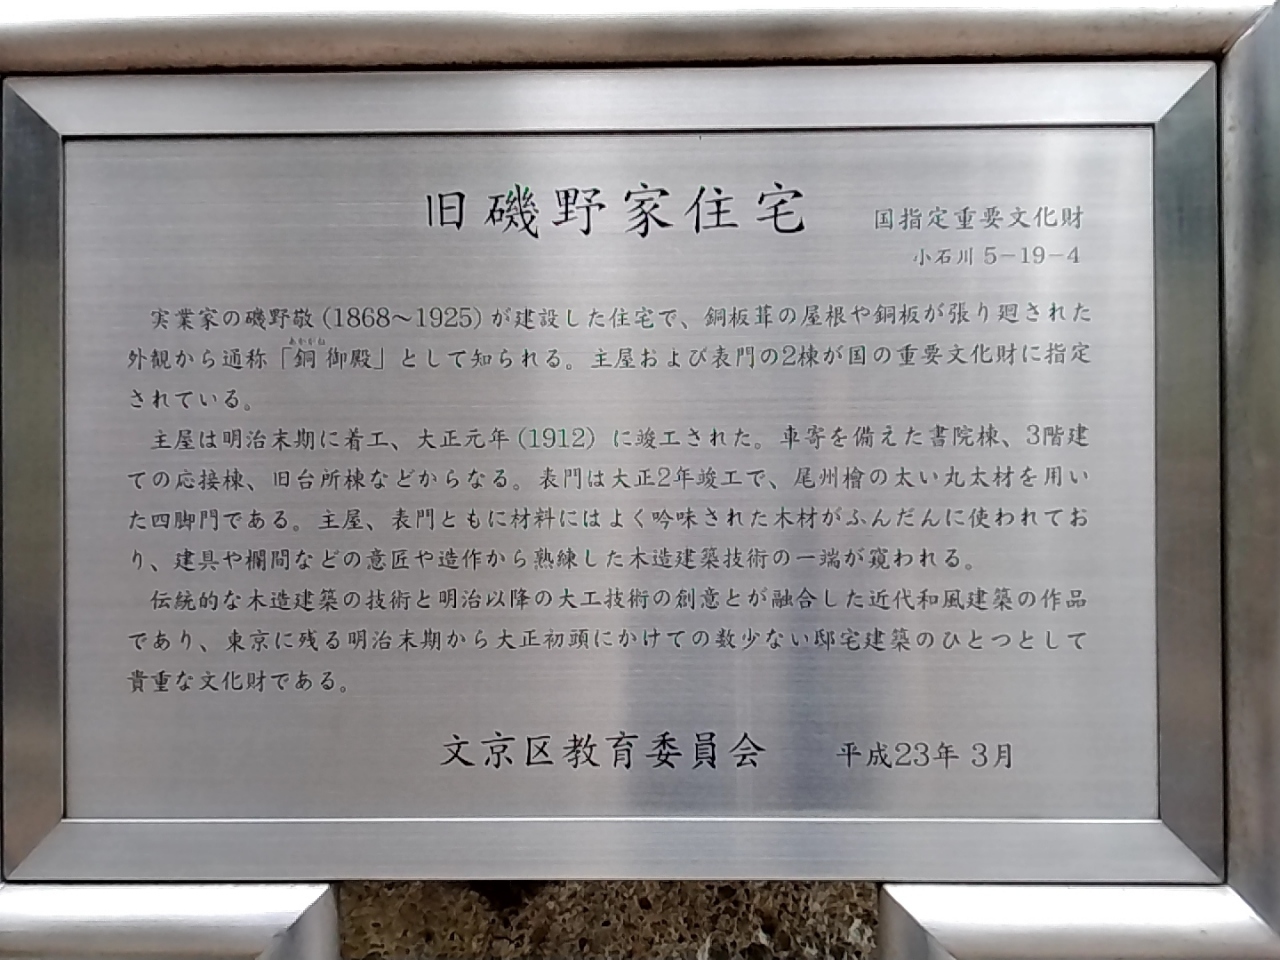 旧磯野家住宅
国指定重要文化財
小石川 5-19-4
実業家の磯野敬(1868～1925)が建設した住宅で、銅板葺の屋根や銅板が張り廻された
外観から通称「銅御殿」として知られる。主屋および表門の2棟が国の重要文化財に指定
あかがね
されている。
主屋は明治末期に着工、大正元年(1912)に竣工された。車寄を備えた書院棟、3階建
ての応接棟、旧台所棟などからなる。表門は大正2年竣工で、尾州檜の太い丸太材を用い
た四脚門である。主屋、表門ともに材料にはよく吟味された木材がふんだんに使われてお
り、建具や欄間などの意匠や造作から熟練した木造建築技術の一端が窺われる。
伝統的な木造建築の技術と明治以降の大工技術の創意とが融合した近代和風建築の作品
であり、東京に残る明治末期から大正初頭にかけての数少ない邸宅建築のひとつとして
貴重な文化財である。
文京区教育委員会 平成23年 3月